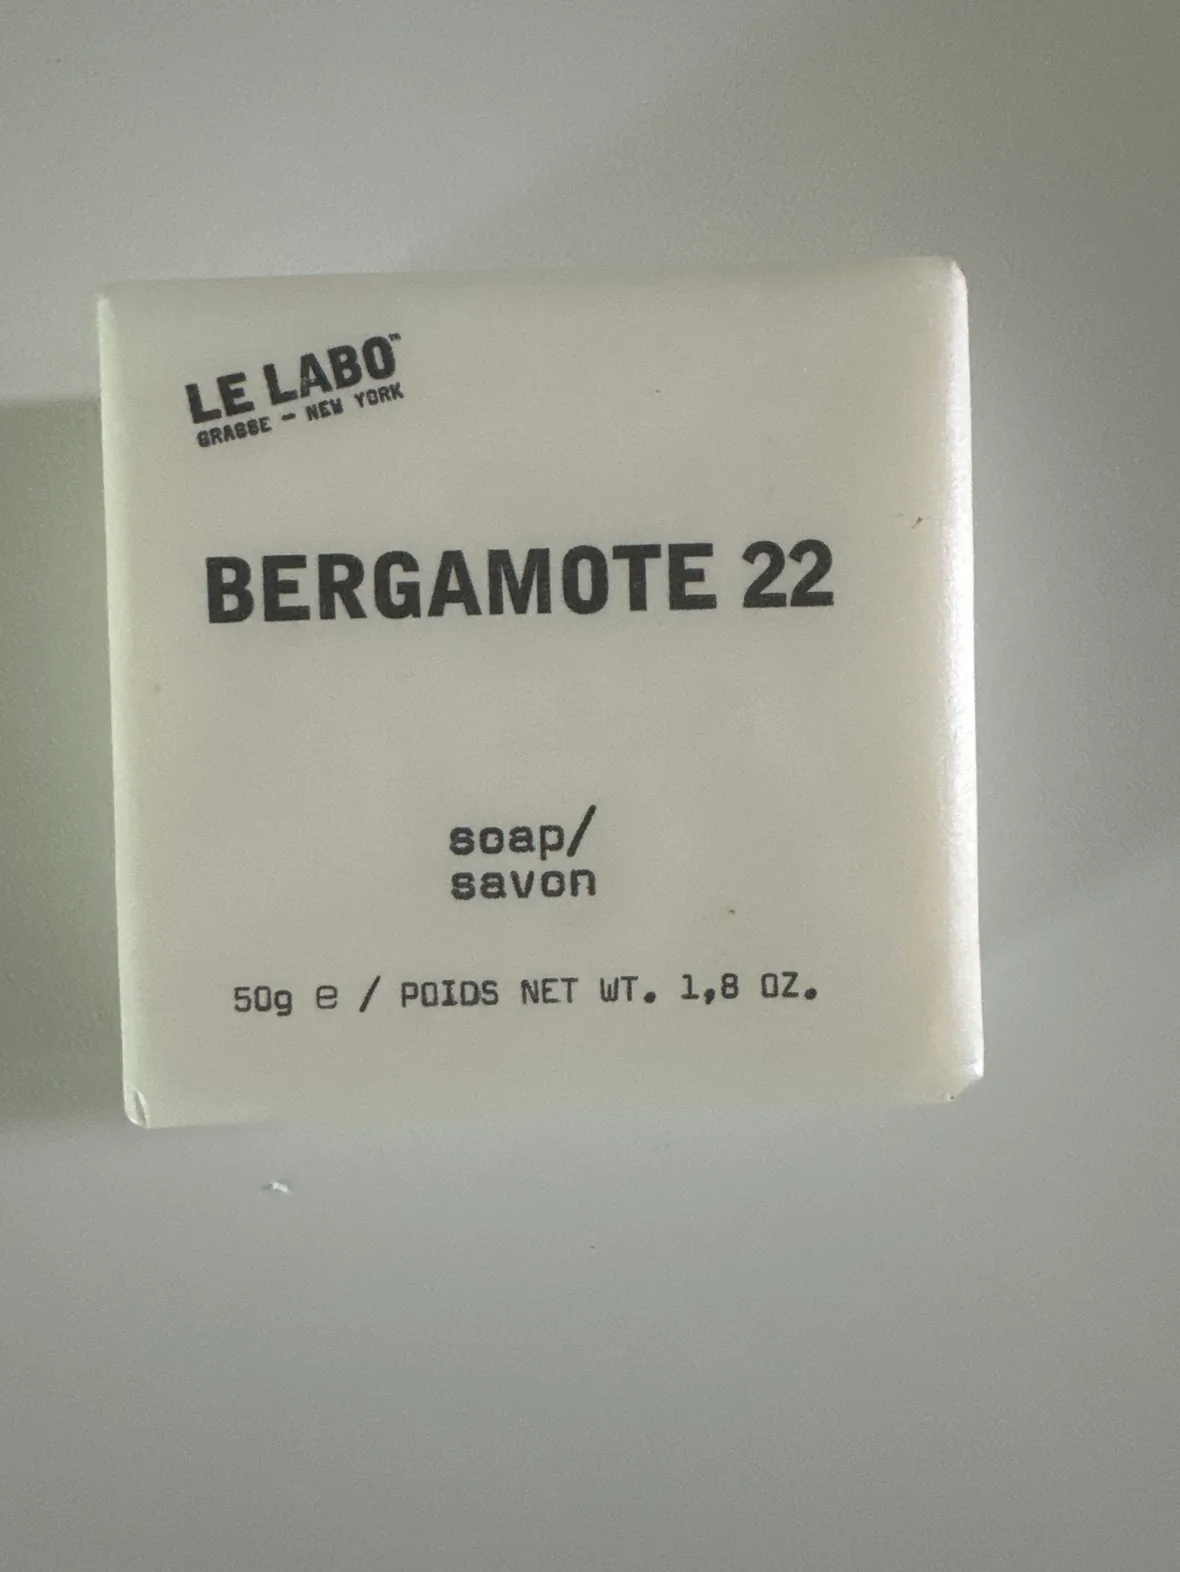 LE LABO™
GRASSE – NEW YORK
BERGAMOTE 22
soap/
savon
50g e / POIDS NET WT. 1,8 OZ.